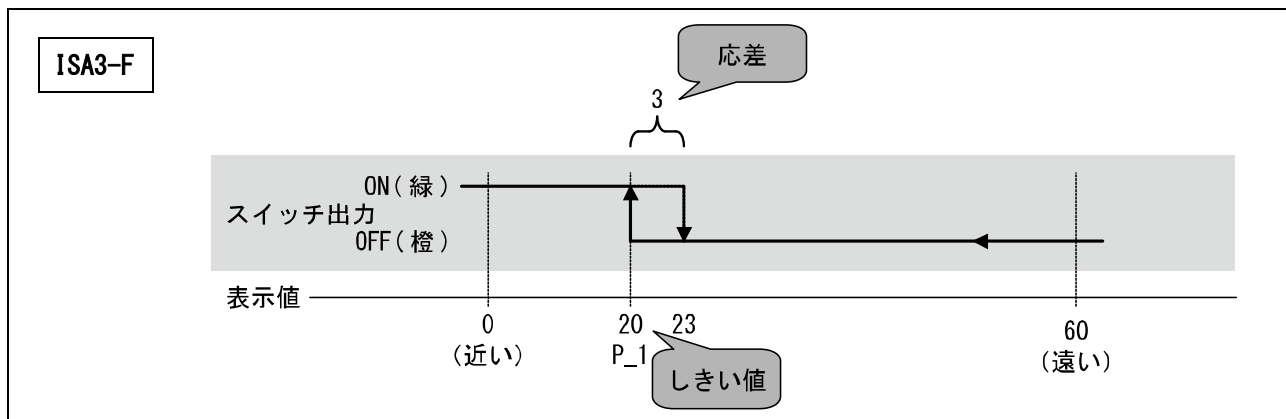 ISA3-F
応差
3
ON(緑)
スイッチ出力
OFF(橙)
表示値
0 20 23 60
(近い) P_1 (遠い)
しきい値